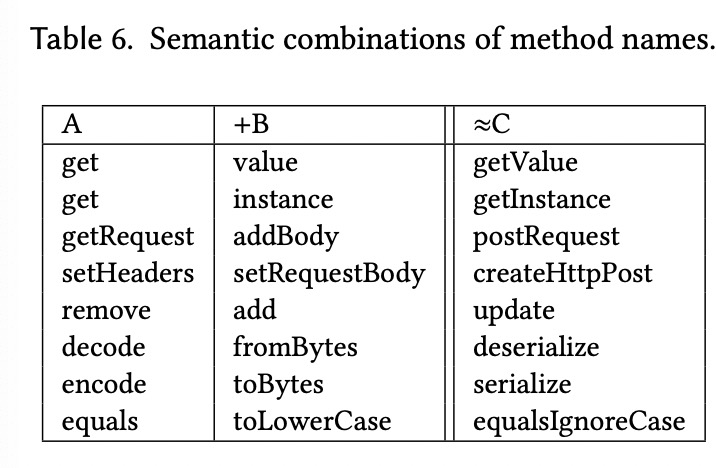 Table 6. Semantic combinations of method names.
A +B ≈C
get value getValue
get instance getInstance
getRequest addBody postRequest
setHeaders setRequestBody createHttpPost
remove add update
decode fromBytes deserialize
encode toBytes serialize
equals toLowerCase equalsIgnoreCase